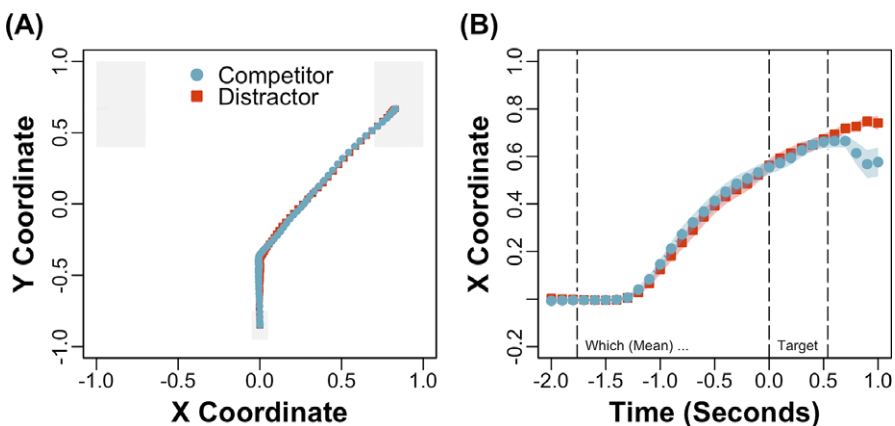 (A)
1.0
0.5
0.0
-0.5
-1.0
Y Coordinate
Competitor
Distractor
-1.0 -0.5 0.0 0.5 1.0
X Coordinate
(B)
1.0
0.8
0.6
0.4
0.2
-0.2
X Coordinate
Which (Mean) ...
Target
-2.0 -1.5 -1.0 -0.5 0.0 0.5 1.0
Time (Seconds)